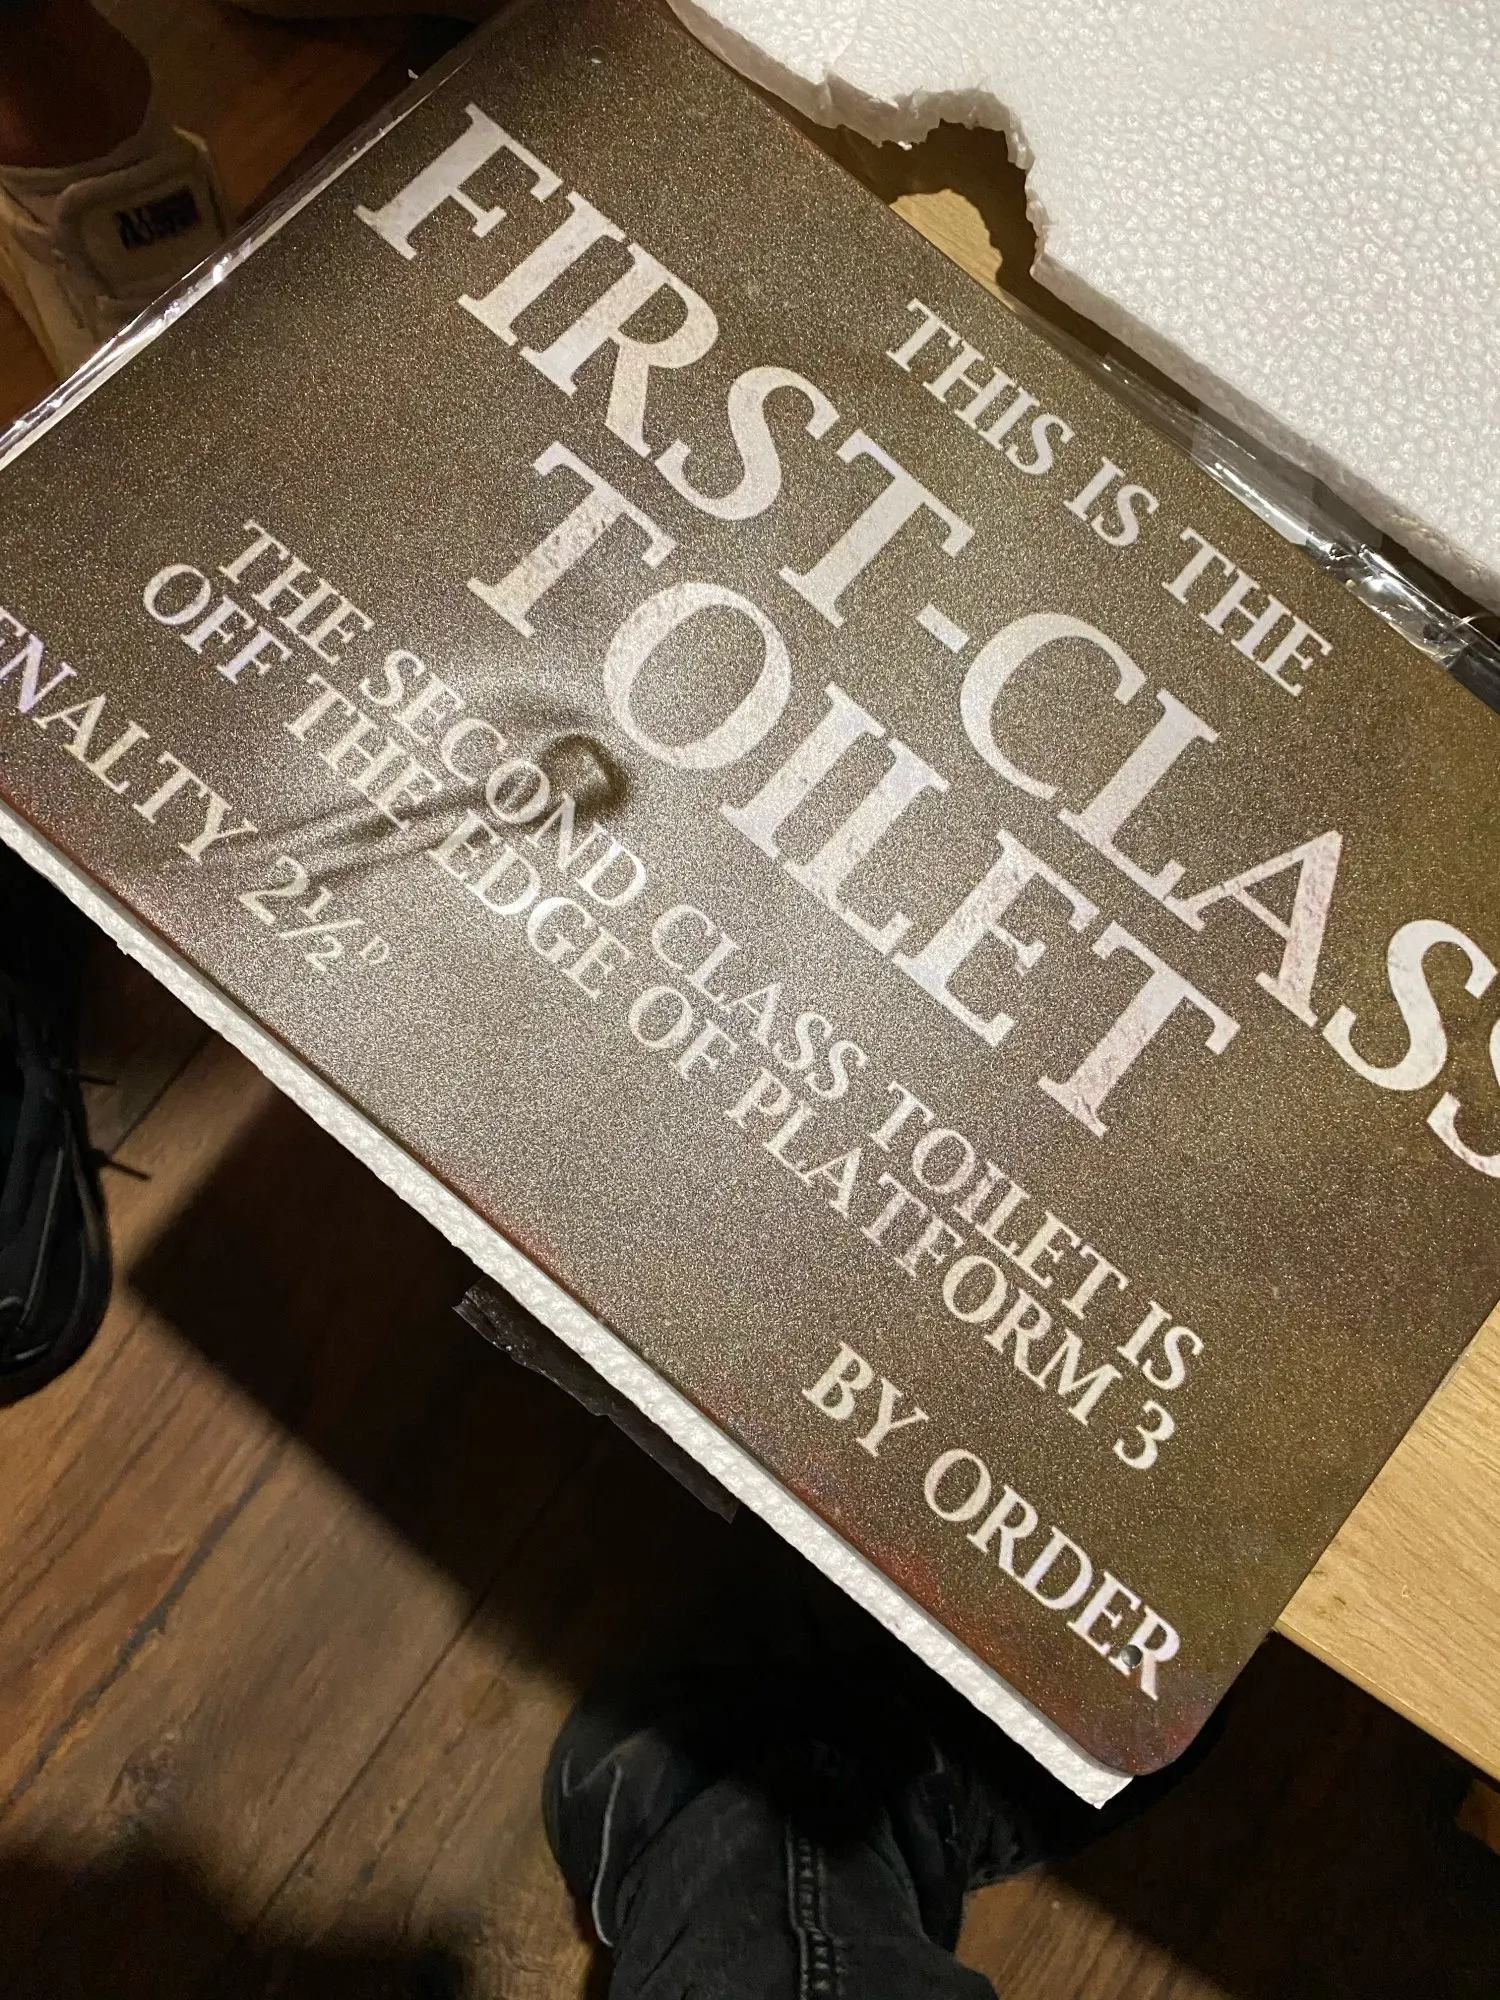 THIS IS THE
FIRST-CLASS
TOILET
THE SECOND CLASS TOILET IS
OFF THE EDGE OF PLATFORM 3
ENALTY 2½D
BY ORDER